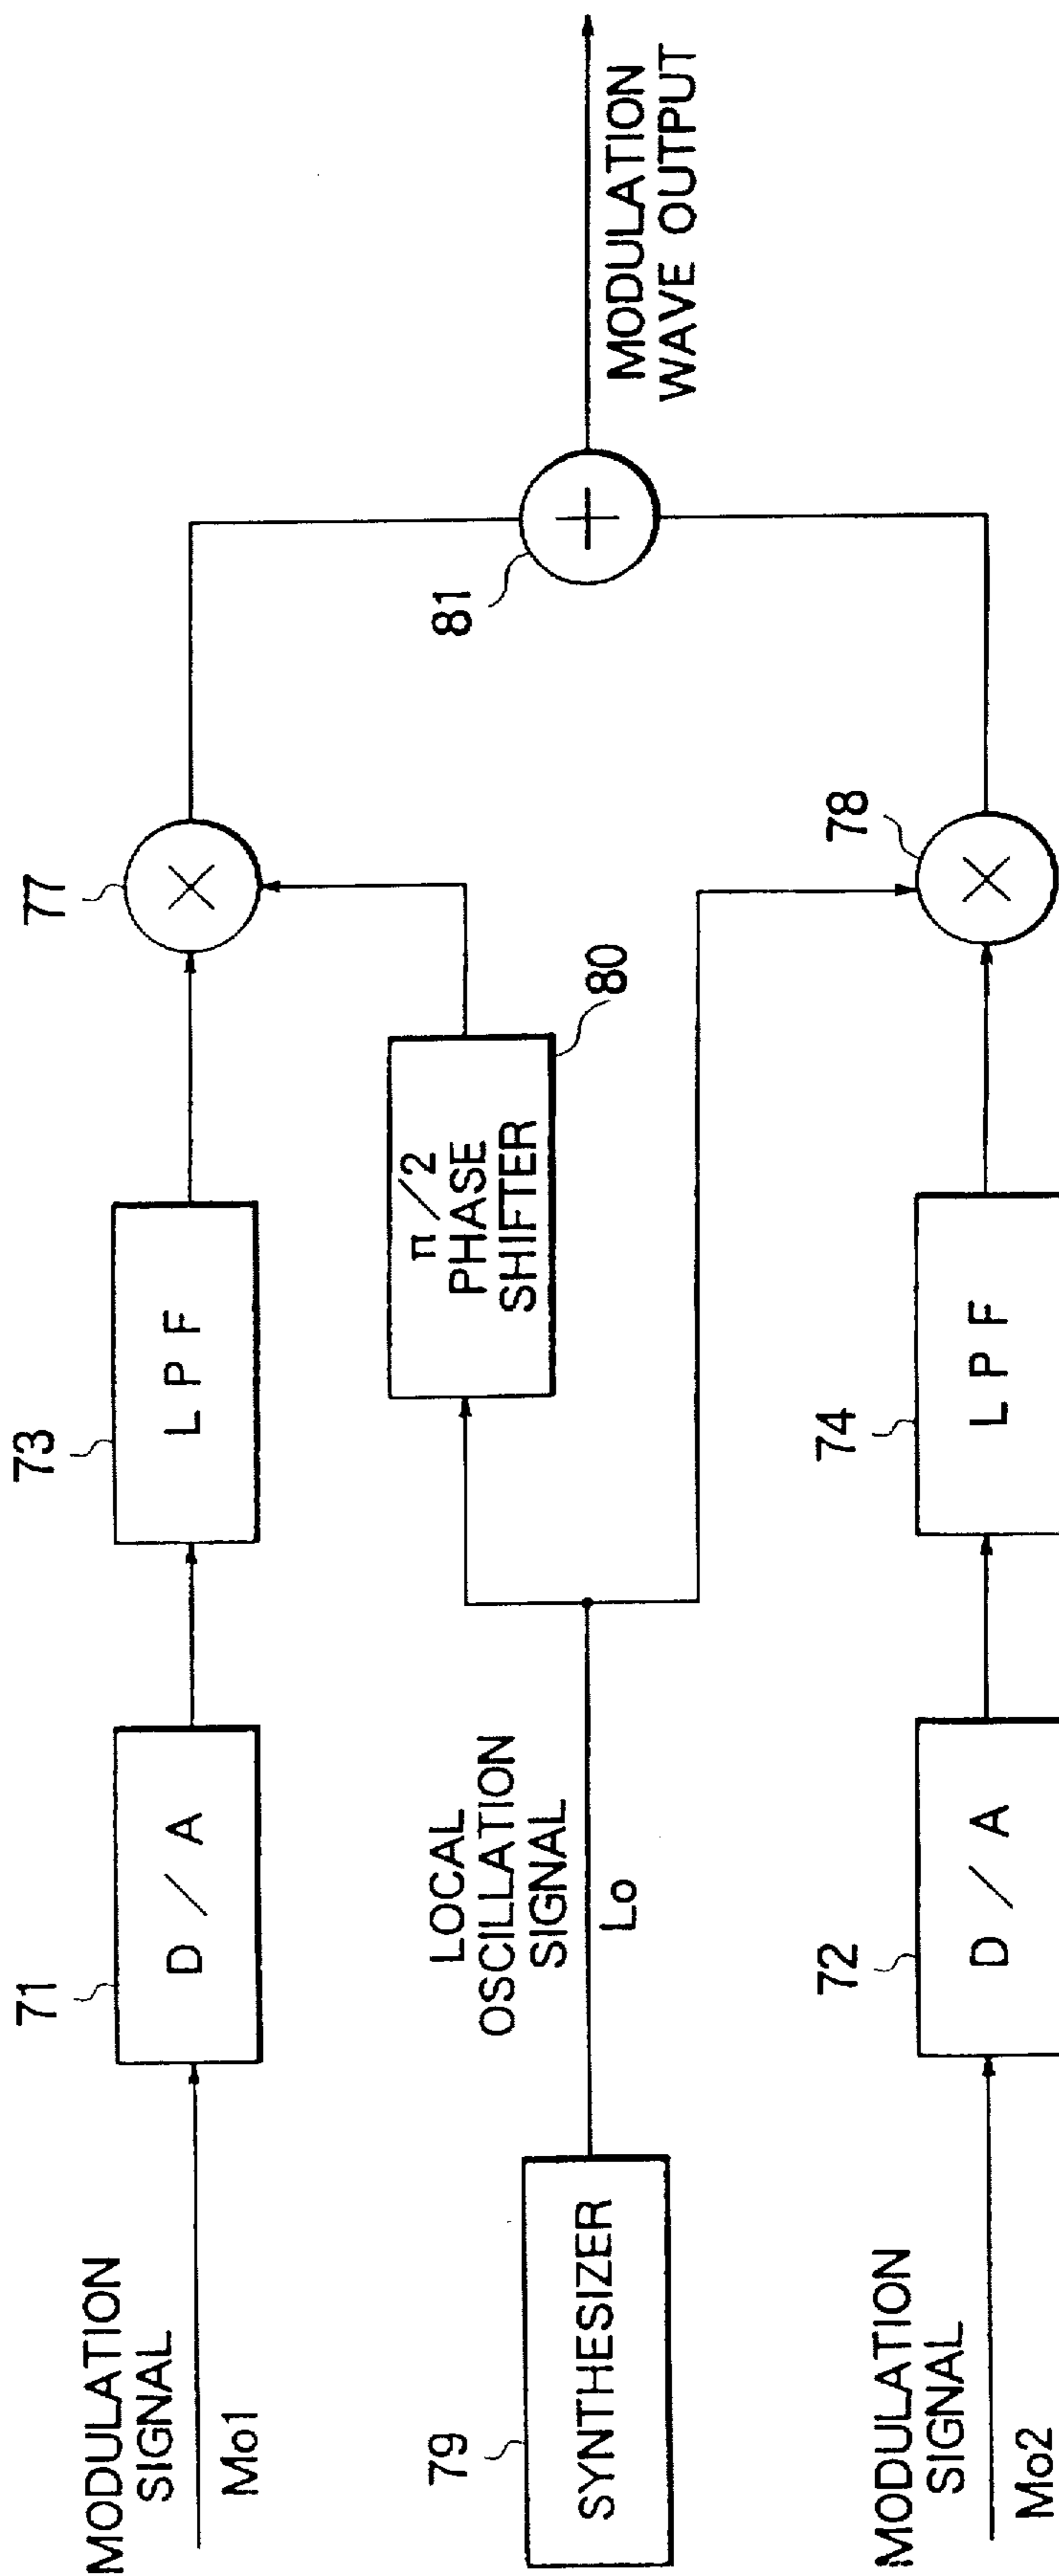 MODULATION
SIGNAL
Mo1
71
D / A
73
L P F
77
×
79
SYNTHESIZER
LOCAL
OSCILLATION
SIGNAL
Lo
π/2
PHASE
SHIFTER
80
81
+
MODULATION
WAVE OUTPUT
MODULATION
SIGNAL
Mo2
72
D / A
74
L P F
78
×